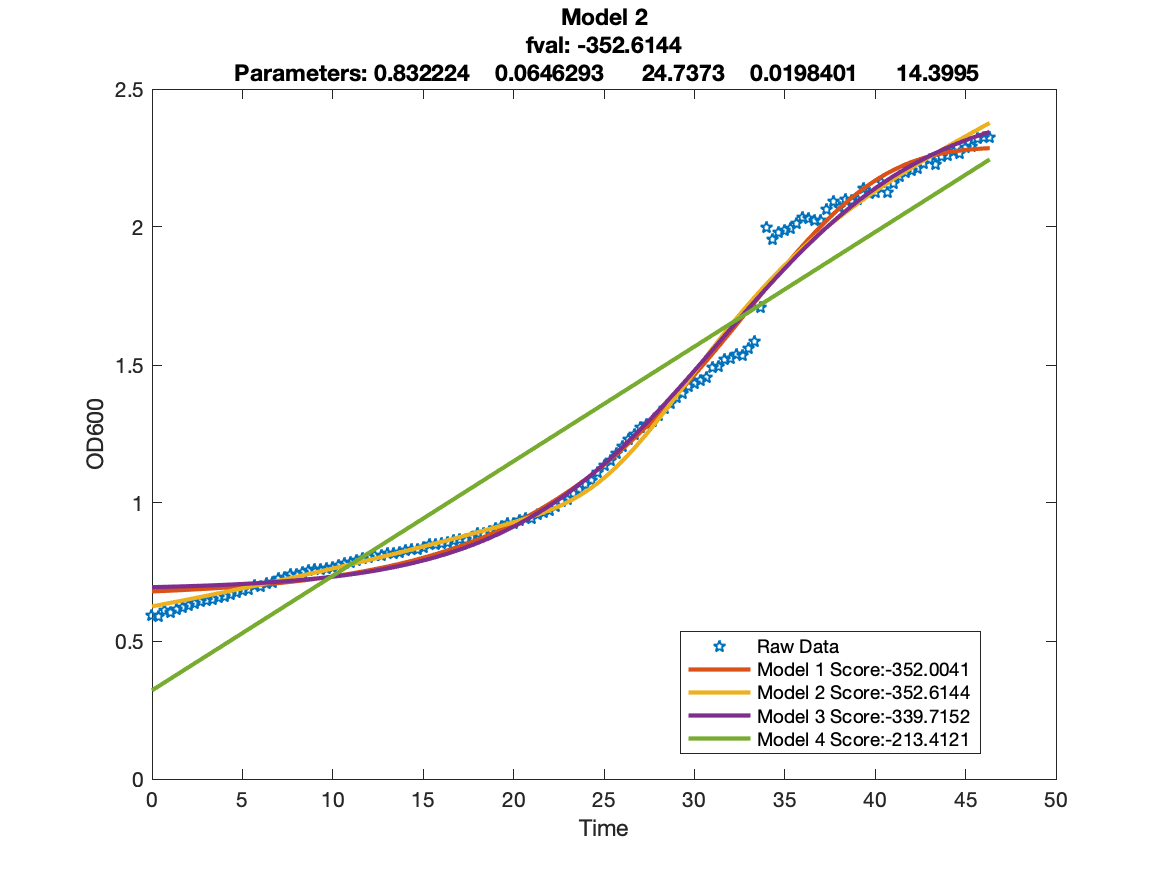 Model 2
fval: -352.6144
Parameters: 0.832224 0.0646293 24.7373 0.0198401 14.3995
2.5
2
1.5
1
0.5
0
OD600
Raw Data
Model 1 Score:-352.0041
Model 2 Score:-352.6144
Model 3 Score:-339.7152
Model 4 Score:-213.4121
0 5 10 15 20 25 30 35 40 45 50
Time